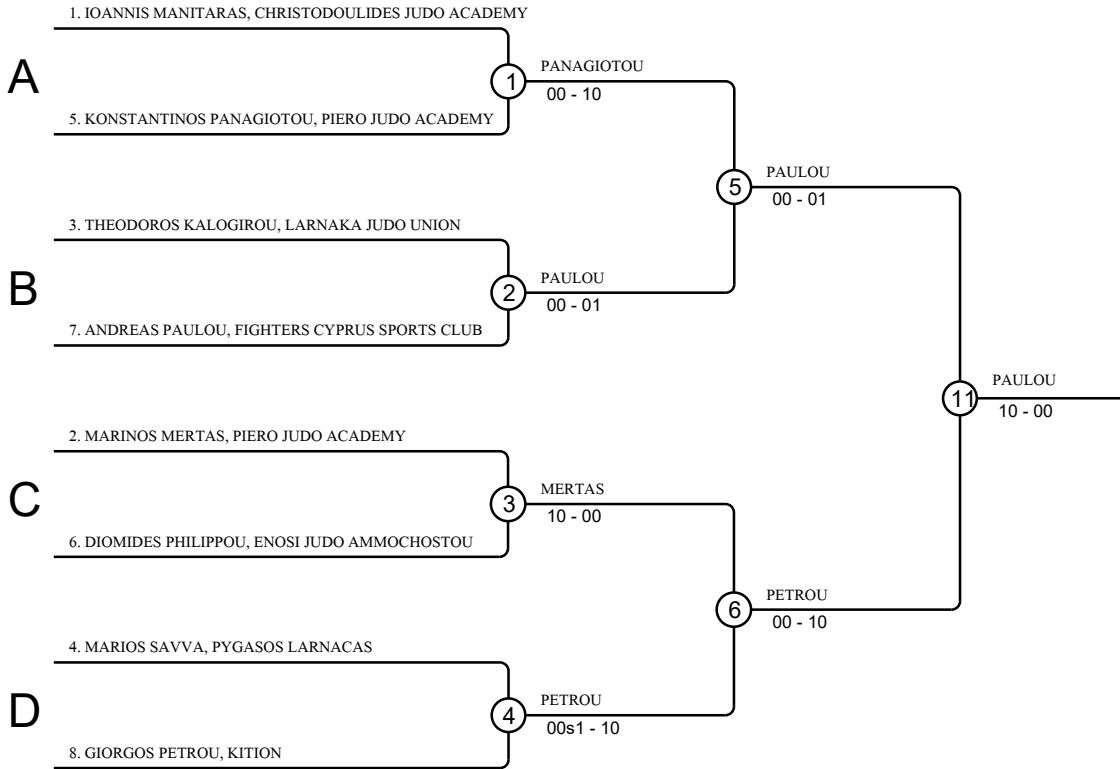 1. IOANNIS MANITARAS, CHRISTODOULIDES JUDO ACADEMY
A
1
PANAGIOTOU
00 - 10
5. KONSTANTINOS PANAGIOTOU, PIERO JUDO ACADEMY
5
PAULOU
00 - 01
3. THEODOROS KALOGIROU, LARNAKA JUDO UNION
B
2
PAULOU
00 - 01
7. ANDREAS PAULOU, FIGHTERS CYPRUS SPORTS CLUB
11
PAULOU
10 - 00
2. MARINOS MERTAS, PIERO JUDO ACADEMY
C
3
MERTAS
10 - 00
6. DIOMIDES PHILIPPOU, ENOSI JUDO AMMOCHOSTOU
6
PETROU
00 - 10
4. MARIOS SAVVA, PYGASOS LARNACAS
D
4
PETROU
00s1 - 10
8. GIORGOS PETROU, KITION